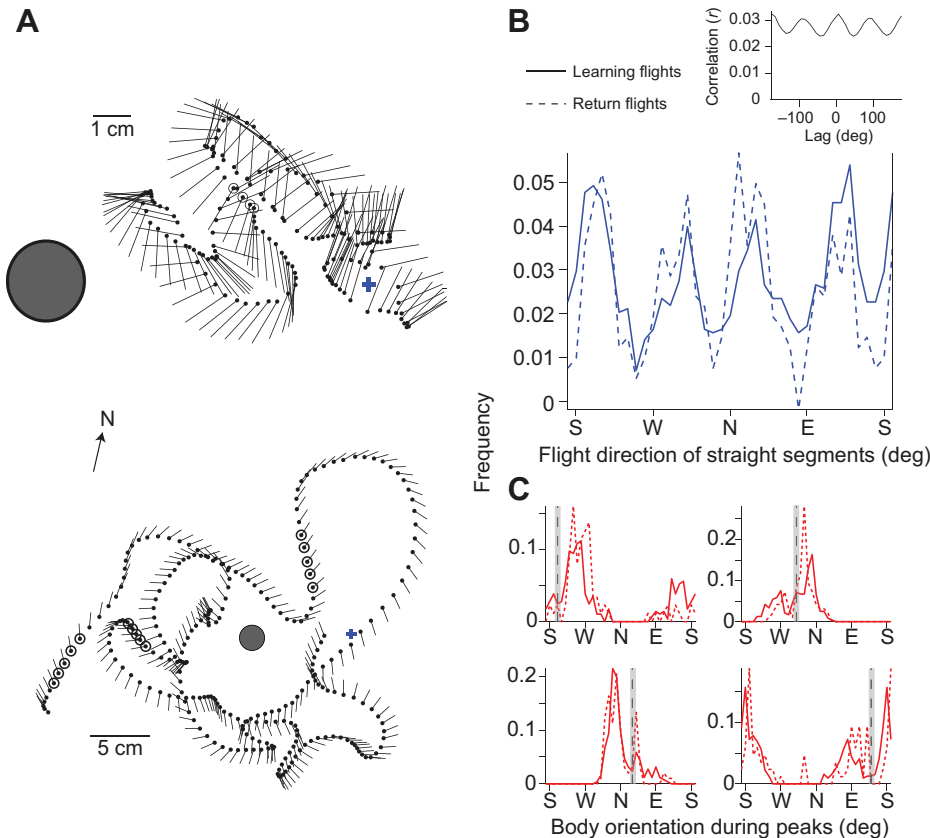 A
1 cm
N
5 cm
B
Learning flights
Return flights
Correlation (r)
0.03
0.02
0.01
0
−100 0 100
Lag (deg)
0.05
0.04
0.03
0.02
0.01
0
S W N E S
Flight direction of straight segments (deg)
Frequency
C
0.1
0
S W N E S
0.2
0.1
0
S W N E S
0.2
0.1
0
S W N E S
0.1
0
S W N E S
Body orientation during peaks (deg)